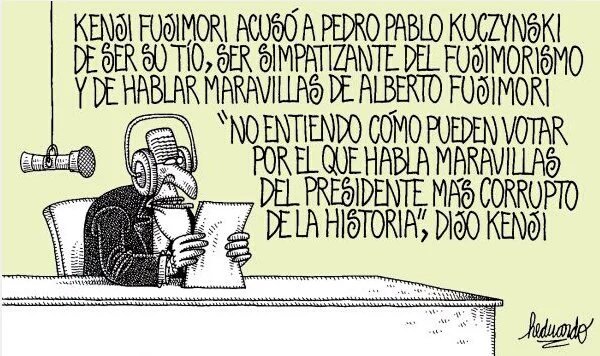 KENJI FUJIMORI ACUSÓ A PEDRO PABLO KUCZYNSKI
DE SER SU TÍO, SER SIMPATIZANTE DEL FUJIMORISMO
Y DE HABLAR MARAVILLAS DE ALBERTO FUJIMORI
"NO ENTIENDO CÓMO PUEDEN VOTAR
POR EL QUE HABLA MARAVILLAS
DEL PRESIDENTE MAS CORRUPTO
DE LA HISTORIA", DIJO KENJI
heduardo